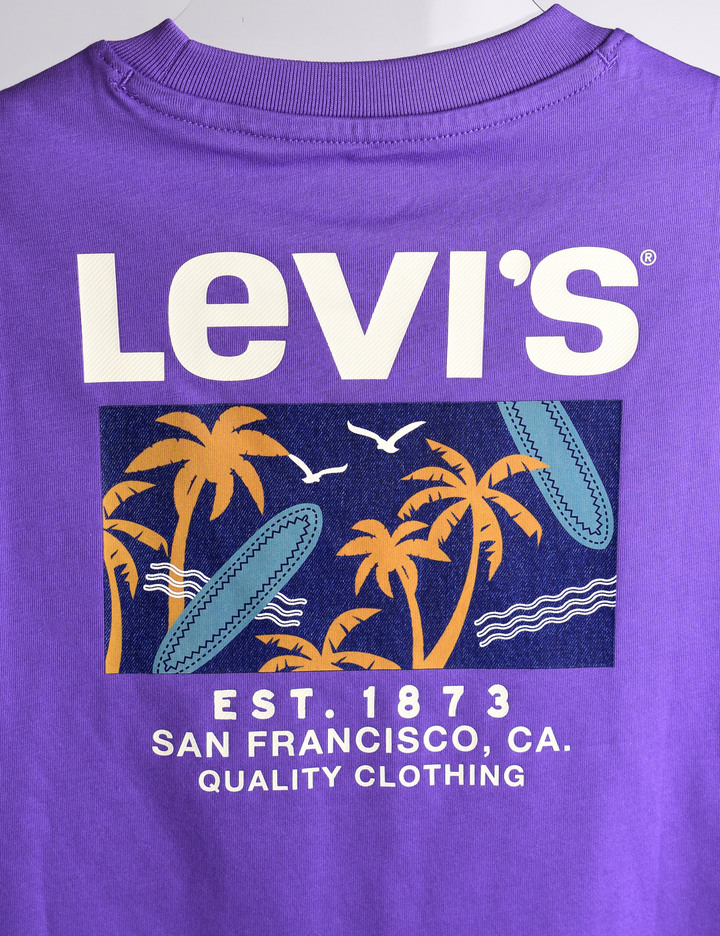 LeVI'S®
EST. 1873
SAN FRANCISCO, CA.
QUALITY CLOTHING